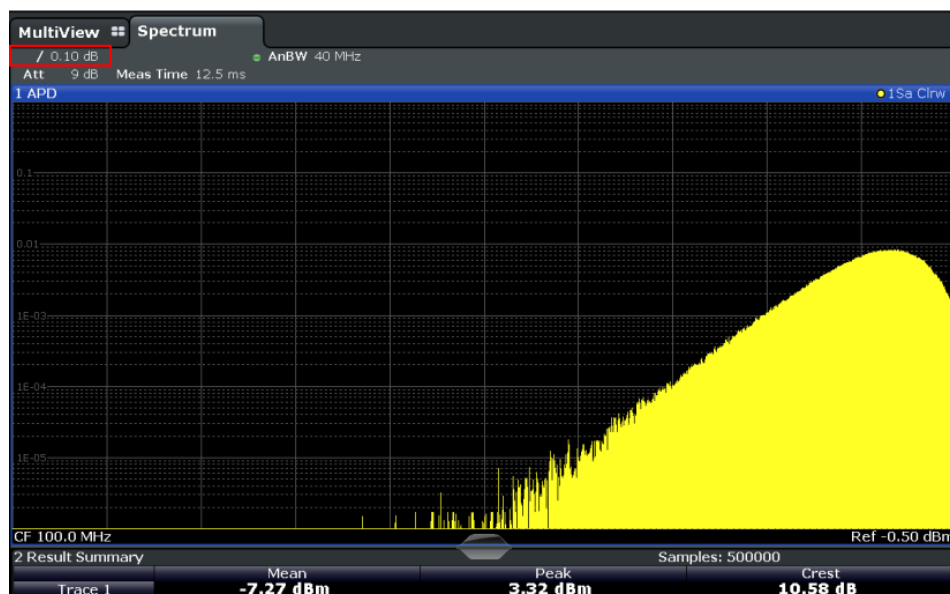 MultiView Spectrum
/ 0.10 dB AnBW 40 MHz
Att 9 dB Meas Time 12.5 ms
1 APD 1Sa Clrw
0.1
0.01
1E-03
1E-04
1E-05
CF 100.0 MHz Ref -0.50 dBm
2 Result Summary Samples: 500000
Mean Peak Crest
Trace 1 -7.27 dBm 3.32 dBm 10.58 dB